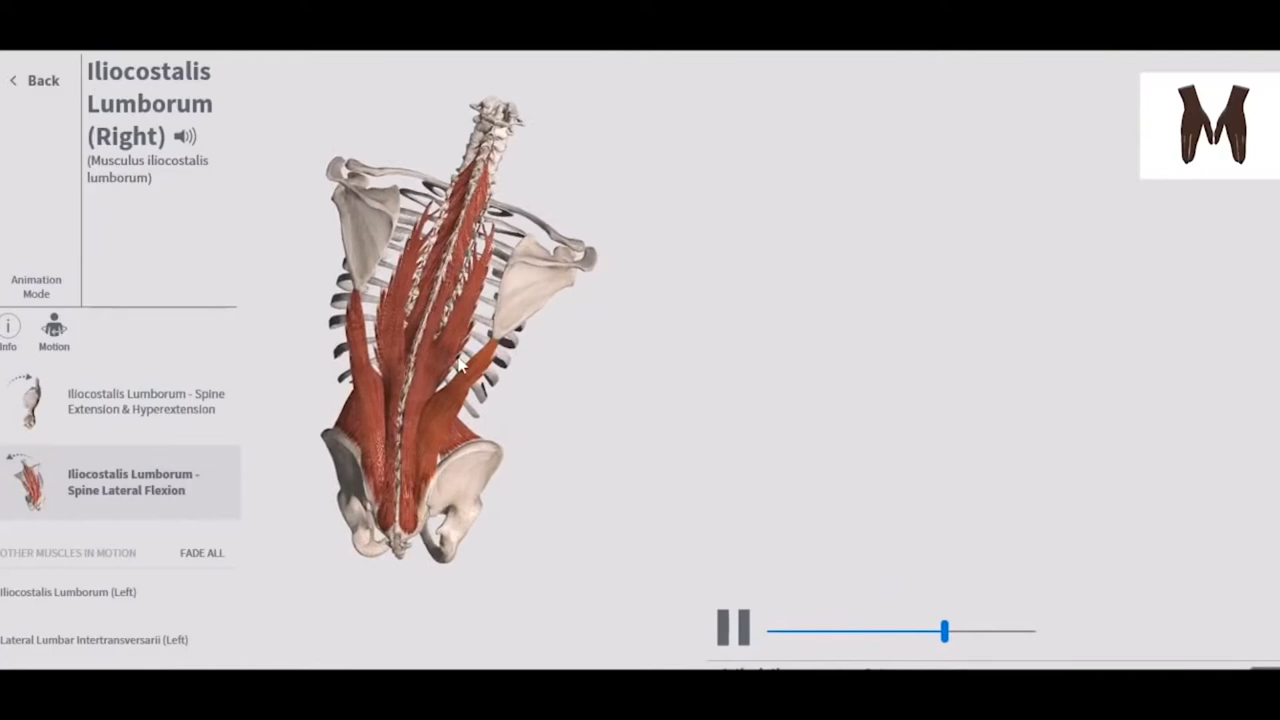 Back
Iliocostalis
Lumborum
(Right)
(Musculus iliocostalis
lumborum)
Animation
Mode
Info
Motion
Iliocostalis Lumborum - Spine
Extension & Hyperextension
Iliocostalis Lumborum -
Spine Lateral Flexion
OTHER MUSCLES IN MOTION
FADE ALL
Iliocostalis Lumborum (Left)
Lateral Lumbar Intertransversarii (Left)